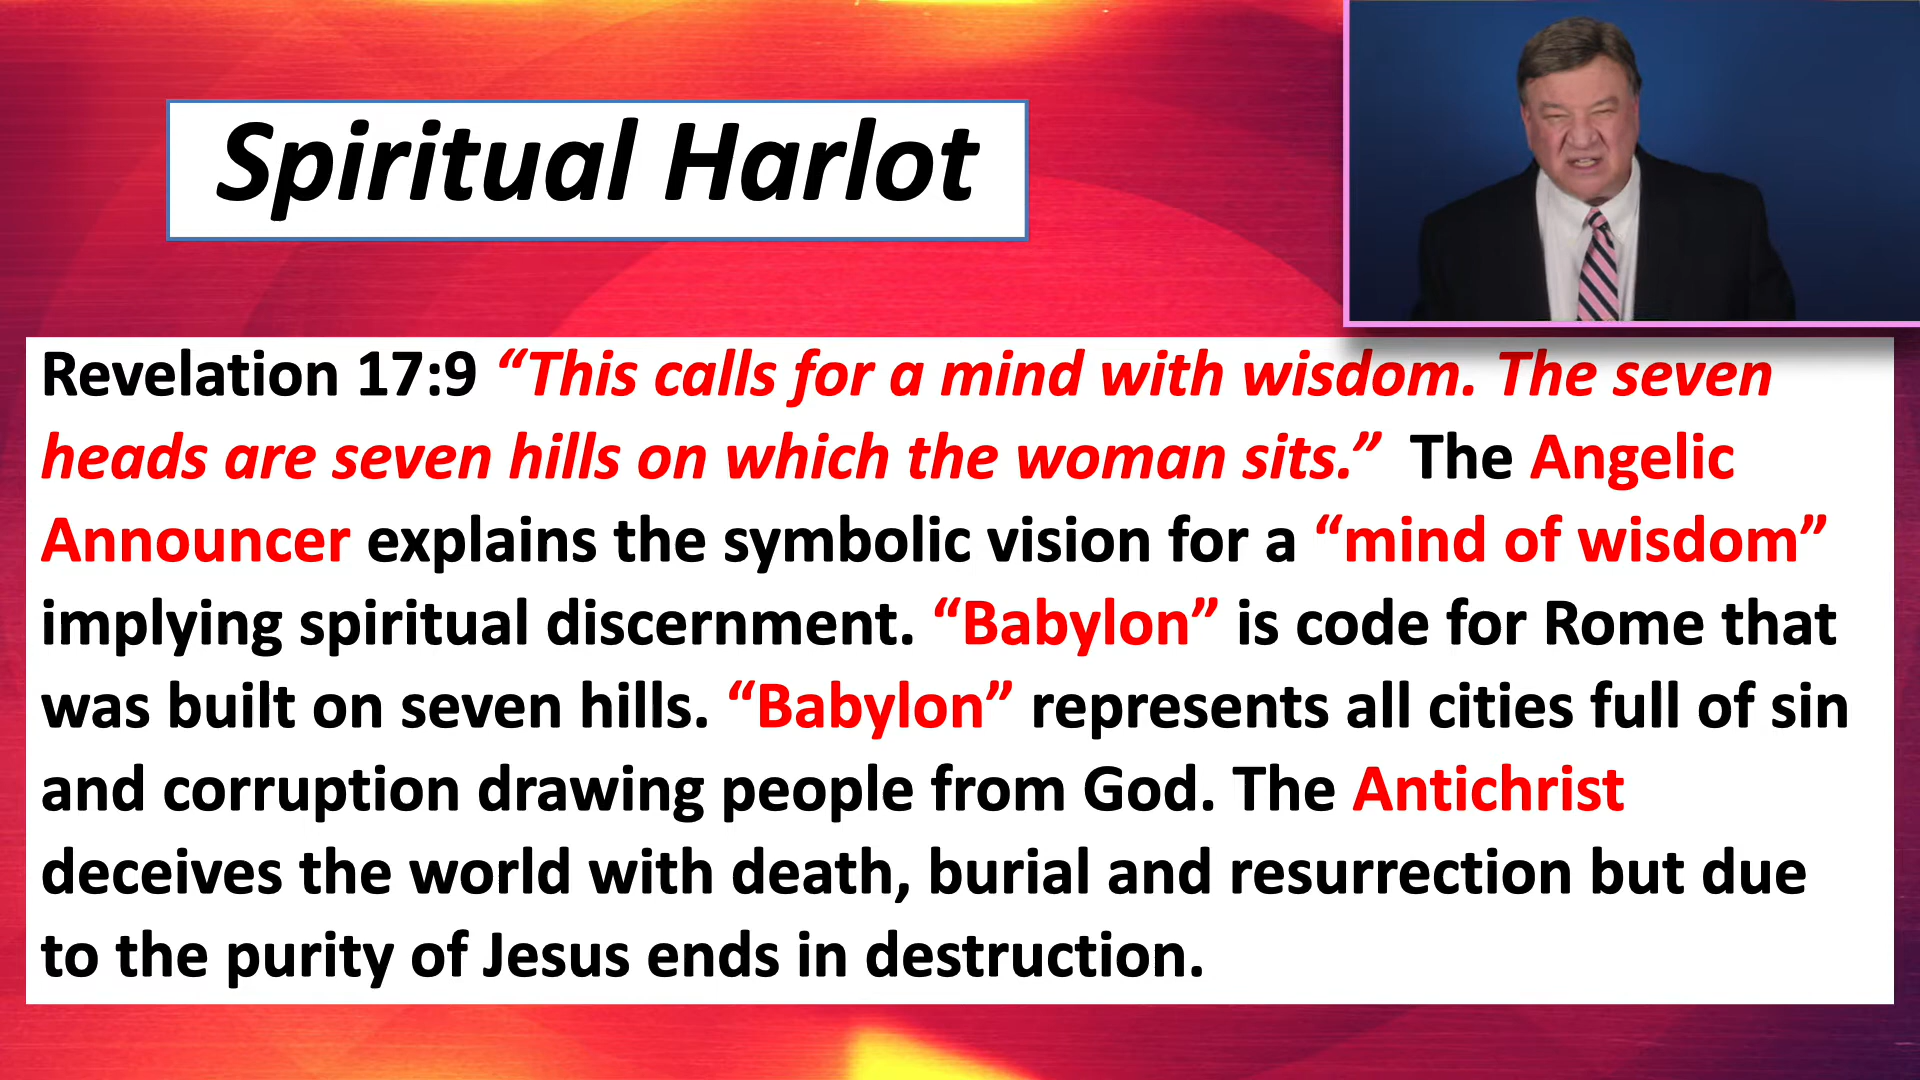 Spiritual Harlot
Revelation 17:9 “This calls for a mind with wisdom. The seven
heads are seven hills on which the woman sits.” The Angelic
Announcer explains the symbolic vision for a “mind of wisdom”
implying spiritual discernment. “Babylon” is code for Rome that
was built on seven hills. “Babylon” represents all cities full of sin
and corruption drawing people from God. The Antichrist
deceives the world with death, burial and resurrection but due
to the purity of Jesus ends in destruction.